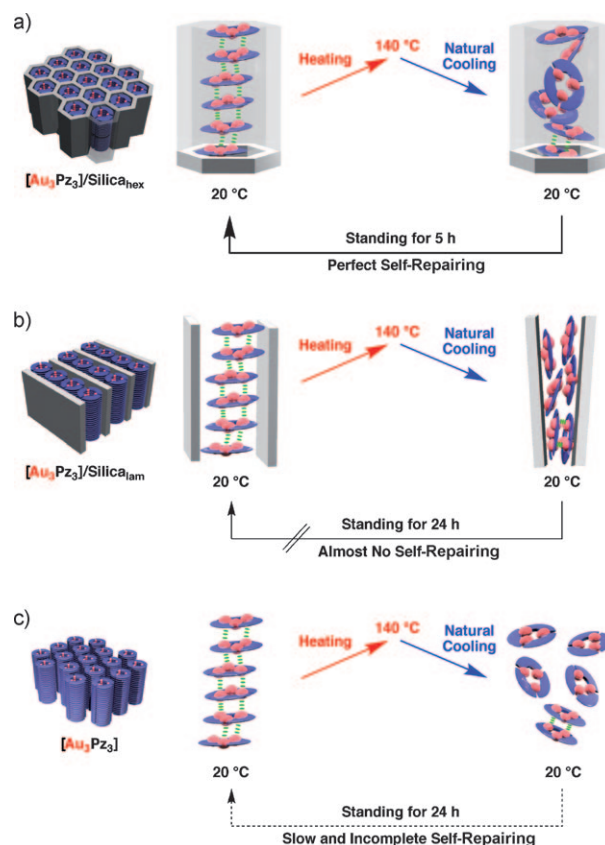 a)
140 °C
Heating
Natural
Cooling
[Au3Pz3]/Silicahex
20 °C
20 °C
Standing for 5 h
Perfect Self-Repairing
b)
140 °C
Heating
Natural
Cooling
[Au3Pz3]/Silicalam
20 °C
20 °C
Standing for 24 h
Almost No Self-Repairing
c)
140 °C
Heating
Natural
Cooling
[Au3Pz3]
20 °C
20 °C
Standing for 24 h
Slow and Incomplete Self-Repairing